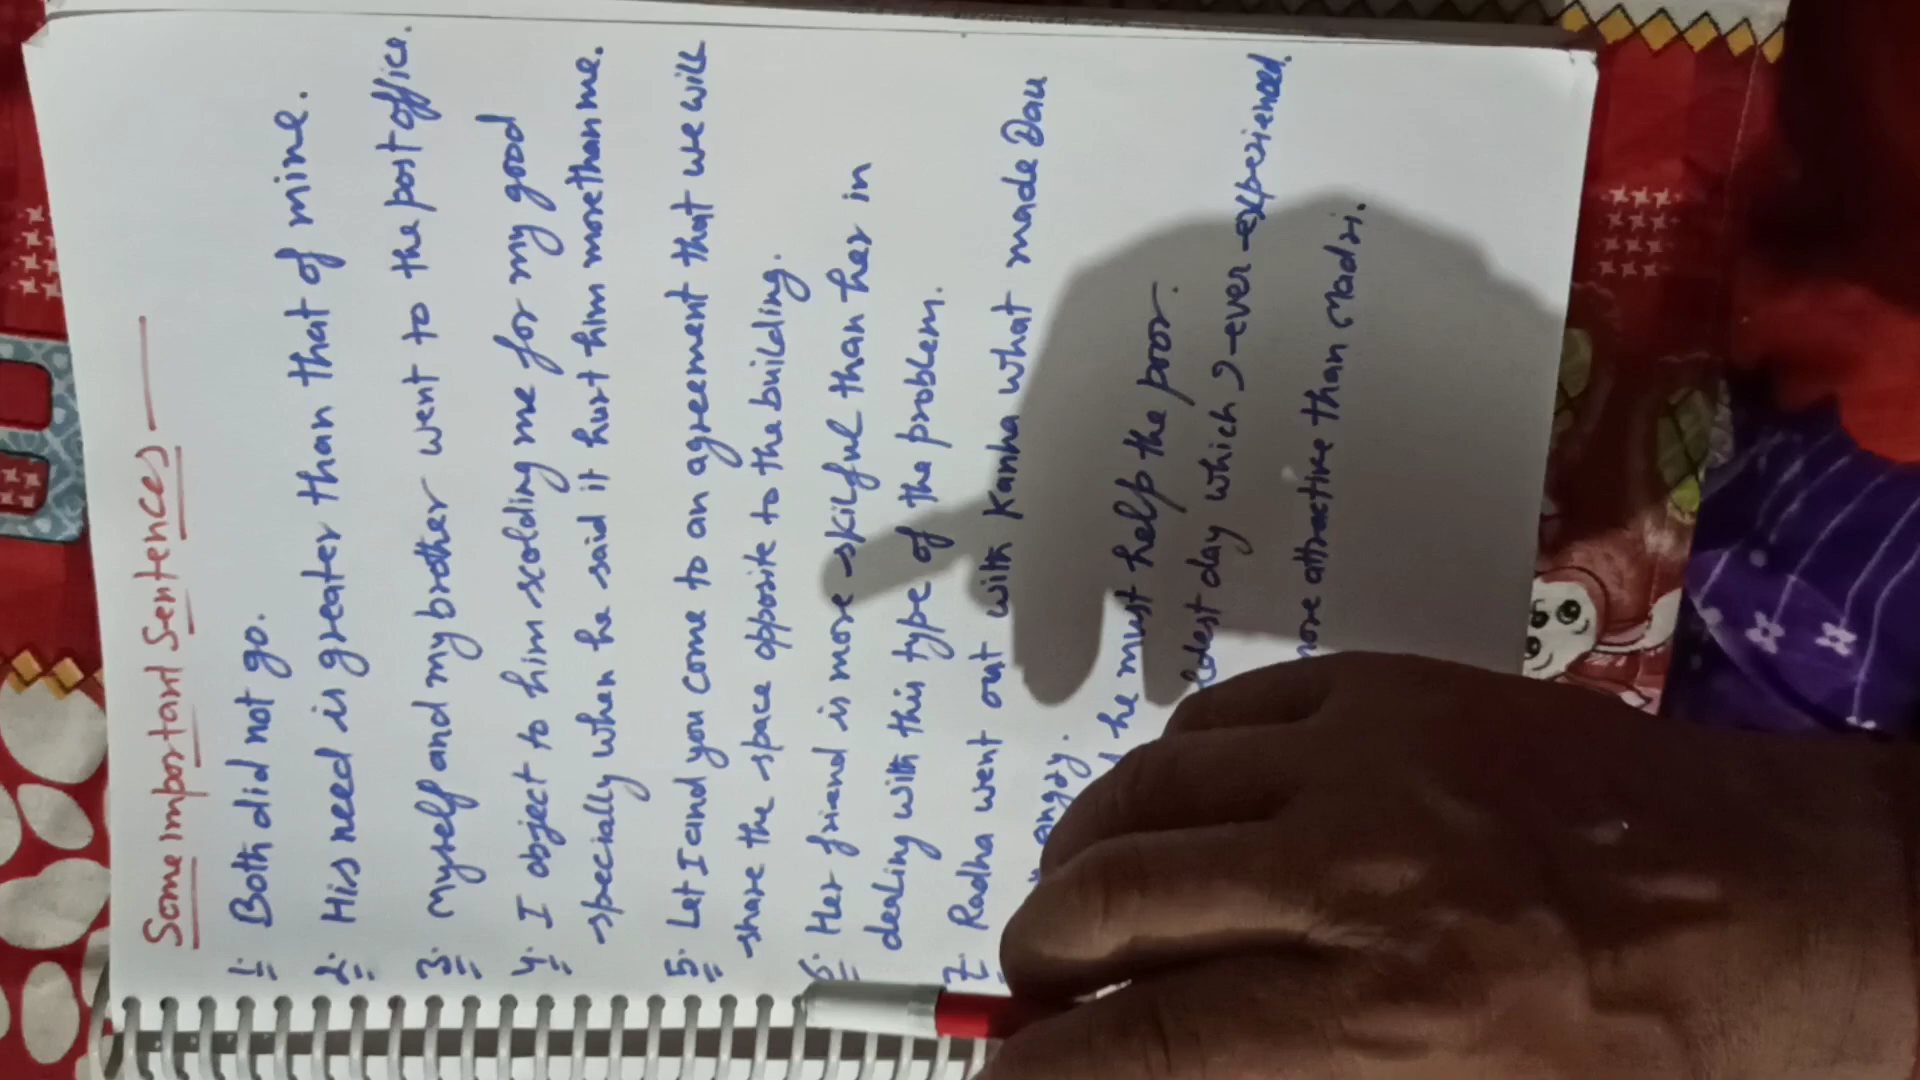 Some important Sentences
1. Both did not go.
2. His need is greater than that of mine.
3. Myself and my brother went to the post office.
4. I object to him scolding me for my good
specially when he said it hurt him more than me.
5. Let I and you come to an agreement that we will
share the space opposite to the building.
6. Her friend is more skilful than her in
dealing with this type of the problem.
7. Radha went out with Kanha what made Dau
angry.
he must help the poor.
ldest day which I ever experienced.
more attractive than Madri.